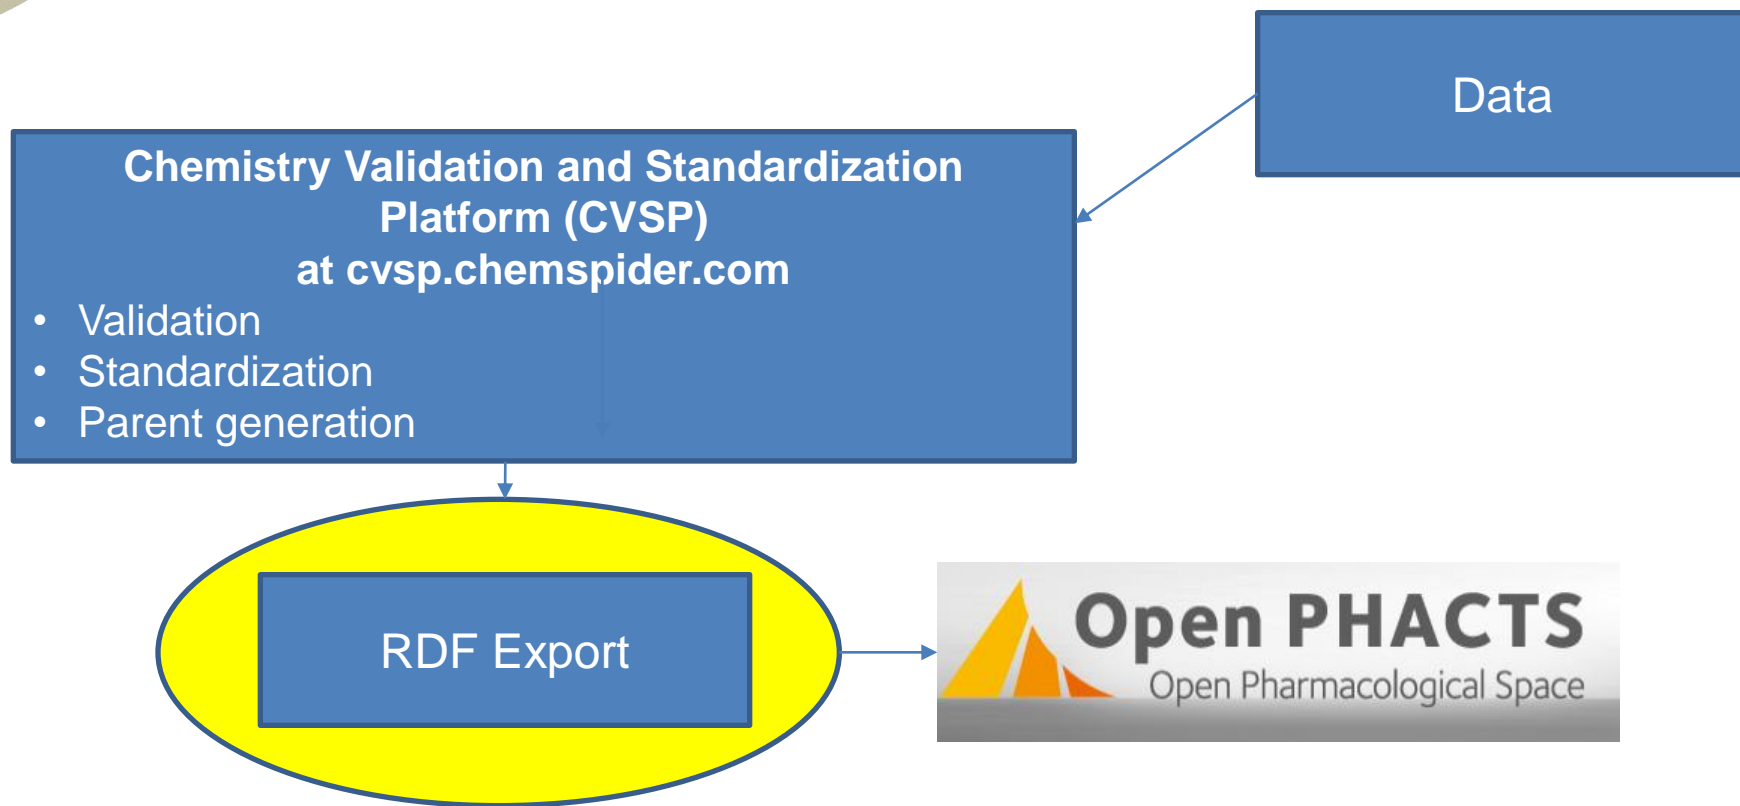 Data
Chemistry Validation and Standardization
Platform (CVSP)
at cvsp.chemspider.com
• Validation
• Standardization
• Parent generation
RDF Export
Open PHACTS
Open Pharmacological Space